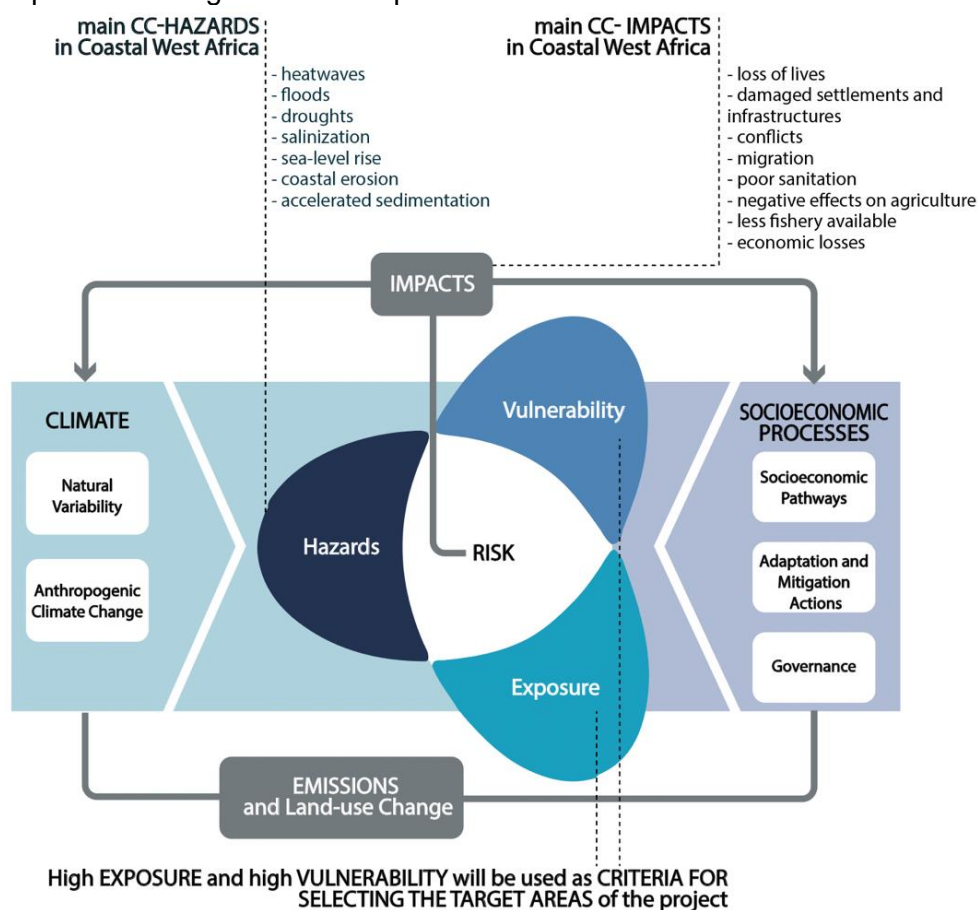 main CC-HAZARDS
in Coastal West Africa
- heatwaves
- floods
- droughts
- salinization
- sea-level rise
- coastal erosion
- accelerated sedimentation
main CC- IMPACTS
in Coastal West Africa
- loss of lives
- damaged settlements and
infrastructures
- conflicts
- migration
- poor sanitation
- negative effects on agriculture
- less fishery available
- economic losses
IMPACTS
CLIMATE
Natural
Variability
Anthropogenic
Climate Change
Hazards
Vulnerability
RISK
Exposure
SOCIOECONOMIC
PROCESSES
Socioeconomic
Pathways
Adaptation and
Mitigation
Actions
Governance
EMISSIONS
and Land-use Change
High EXPOSURE and high VULNERABILITY will be used as CRITERIA FOR
SELECTING THE TARGET AREAS of the project